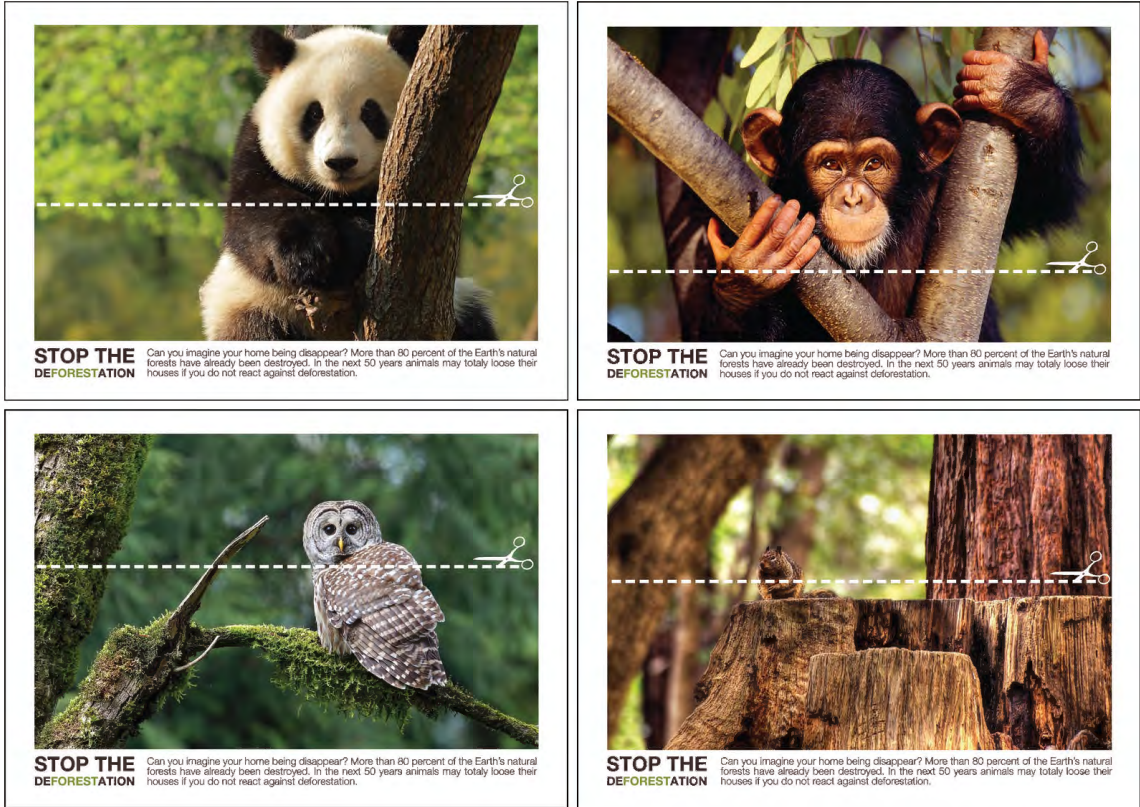 STOP THE
DEFORESTATION
Can you imagine your home being disappear? More than 80 percent of the Earth's natural
forests have already been destroyed. In the next 50 years animals may totaly loose their
houses if you do not react against deforestation.
STOP THE
DEFORESTATION
Can you imagine your home being disappear? More than 80 percent of the Earth's natural
forests have already been destroyed. In the next 50 years animals may totaly loose their
houses if you do not react against deforestation.
STOP THE
DEFORESTATION
Can you imagine your home being disappear? More than 80 percent of the Earth's natural
forests have already been destroyed. In the next 50 years animals may totaly loose their
houses if you do not react against deforestation.
STOP THE
DEFORESTATION
Can you imagine your home being disappear? More than 80 percent of the Earth's natural
forests have already been destroyed. In the next 50 years animals may totaly loose their
houses if you do not react against deforestation.